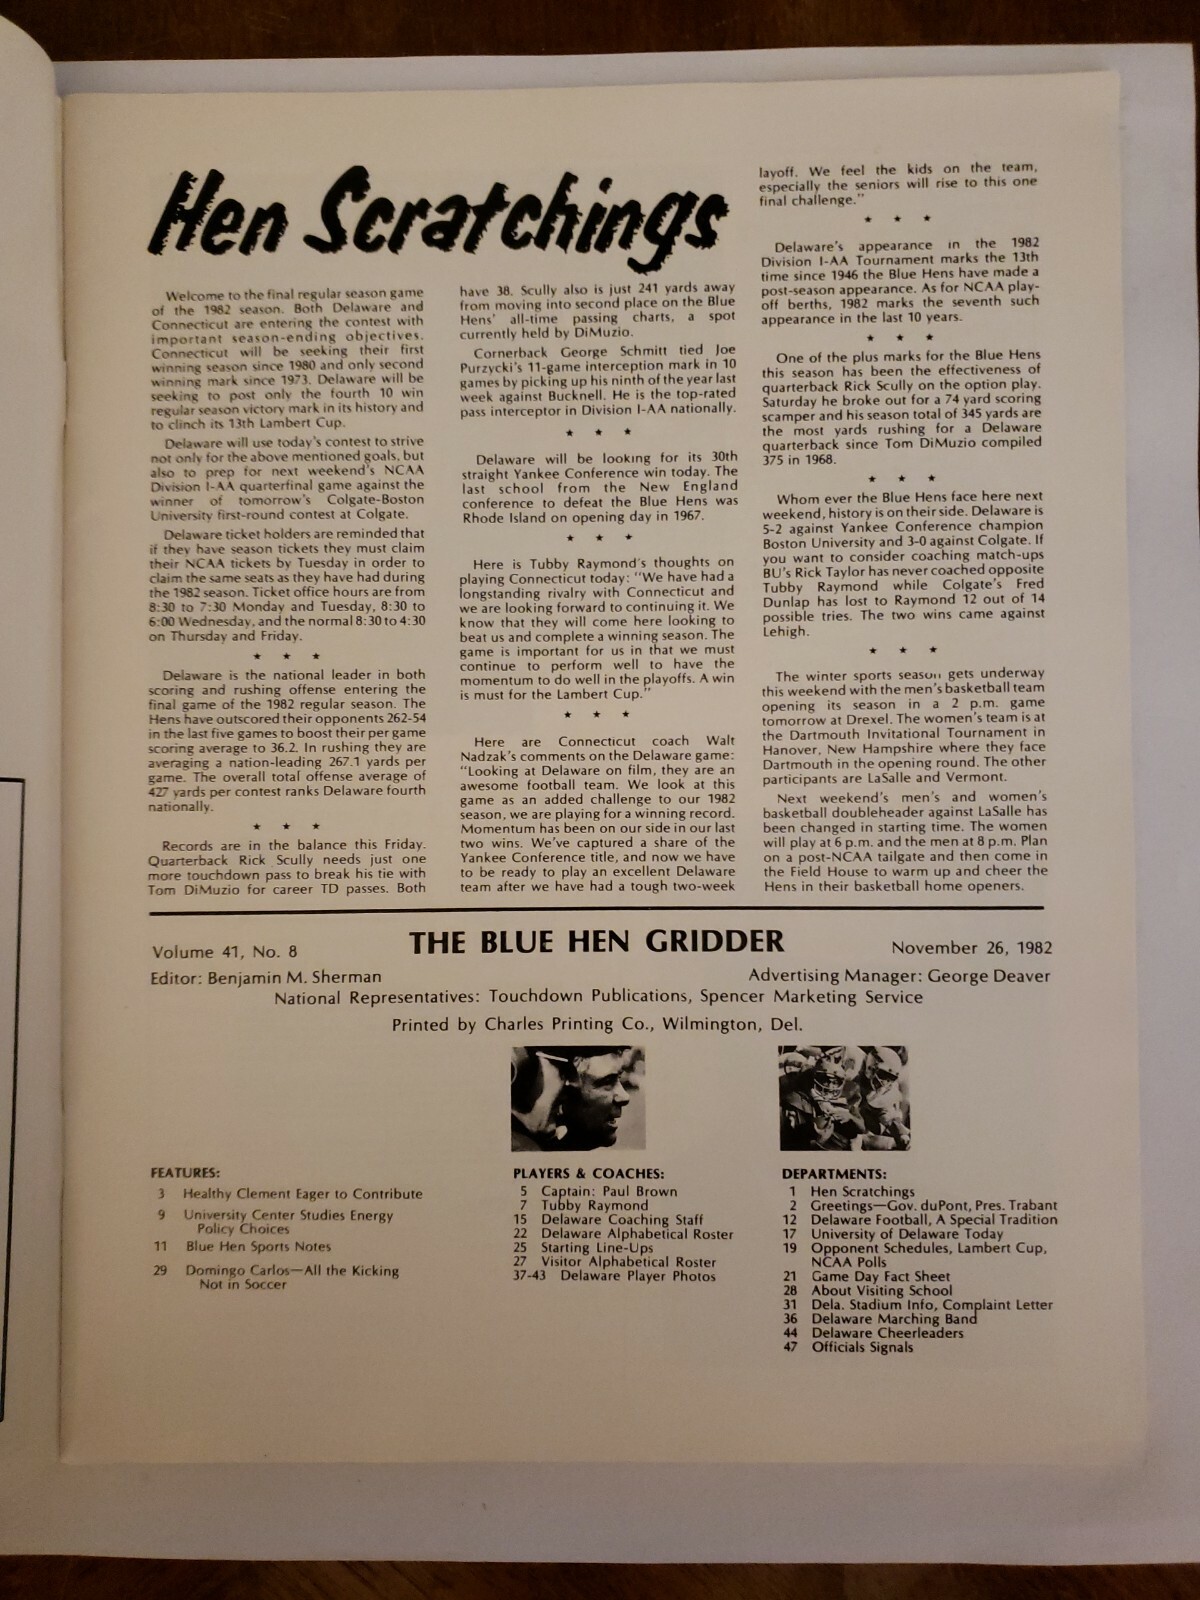 Hen Scratchings
Welcome to the final regular season game
of the 1982 season. Both Delaware and
Connecticut are entering the contest with
important season-ending objectives.
Connecticut will be seeking their first
winning season since 1980 and only second
winning mark since 1973. Delaware will be
seeking to post only the fourth 10 win
regular season victory mark in its history and
to clinch its 13th Lambert Cup.
Delaware will use today's contest to strive
not only for the above mentioned goals, but
also to prep for next weekend's NCAA
Division I-AA quarterfinal game against the
winner of tomorrow's Colgate-Boston
University first-round contest at Colgate.
Delaware ticket holders are reminded that
if they have season tickets they must claim
their NCAA tickets by Tuesday in order to
claim the same seats as they have had during
the 1982 season. Ticket office hours are from
8:30 to 7:30 Monday and Tuesday, 8:30 to
6:00 Wednesday, and the normal 8:30 to 4:30
on Thursday and Friday.
★ ★ ★
Delaware is the national leader in both
scoring and rushing offense entering the
final game of the 1982 regular season. The
Hens have outscored their opponents 262-54
in the last five games to boost their per game
scoring average to 36.2. In rushing they are
averaging a nation-leading 267.1 yards per
game. The overall total offense average of
427 yards per contest ranks Delaware fourth
nationally.
★ ★ ★
Records are in the balance this Friday.
Quarterback Rick Scully needs just one
more touchdown pass to break his tie with
Tom DiMuzio for career TD passes. Both
have 38. Scully also is just 241 yards away
from moving into second place on the Blue
Hens' all-time passing charts, a spot
currently held by DiMuzio.
Cornerback George Schmitt tied Joe
Purzycki's 11-game interception mark in 10
games by picking up his ninth of the year last
week against Bucknell. He is the top-rated
pass interceptor in Division I-AA nationally.
★ ★ ★
Delaware will be looking for its 30th
straight Yankee Conference win today. The
last school from the New England
conference to defeat the Blue Hens was
Rhode Island on opening day in 1967.
★ ★ ★
Here is Tubby Raymond's thoughts on
playing Connecticut today: "We have had a
longstanding rivalry with Connecticut and
we are looking forward to continuing it. We
know that they will come here looking to
beat us and complete a winning season. The
game is important for us in that we must
continue to perform well to have the
momentum to do well in the playoffs. A win
is must for the Lambert Cup."
★ ★ ★
Here are Connecticut coach Walt
Nadzak's comments on the Delaware game:
"Looking at Delaware on film, they are an
awesome football team. We look at this
game as an added challenge to our 1982
season, we are playing for a winning record.
Momentum has been on our side in our last
two wins. We've captured a share of the
Yankee Conference title, and now we have
to be ready to play an excellent Delaware
team after we have had a tough two-week
layoff. We feel the kids on the team,
especially the seniors will rise to this one
final challenge."
★ ★ ★
Delaware's appearance in the 1982
Division I-AA Tournament marks the 13th
time since 1946 the Blue Hens have made a
post-season appearance. As for NCAA play-
off berths, 1982 marks the seventh such
appearance in the last 10 years.
★ ★ ★
One of the plus marks for the Blue Hens
this season has been the effectiveness of
quarterback Rick Scully on the option play.
Saturday he broke out for a 74 yard scoring
scamper and his season total of 345 yards are
the most yards rushing for a Delaware
quarterback since Tom DiMuzio compiled
375 in 1968.
★ ★ ★
Whom ever the Blue Hens face here next
weekend, history is on their side. Delaware is
5-2 against Yankee Conference champion
Boston University and 3-0 against Colgate. If
you want to consider coaching match-ups
BU's Rick Taylor has never coached opposite
Tubby Raymond while Colgate's Fred
Dunlap has lost to Raymond 12 out of 14
possible tries. The two wins came against
Lehigh.
★ ★ ★
The winter sports season gets underway
this weekend with the men's basketball team
opening its season in a 2 p.m. game
tomorrow at Drexel. The women's team is at
the Dartmouth Invitational Tournament in
Hanover, New Hampshire where they face
Dartmouth in the opening round. The other
participants are LaSalle and Vermont.
Next weekend's men's and women's
basketball doubleheader against LaSalle has
been changed in starting time. The women
will play at 6 p.m. and the men at 8 p.m. Plan
on a post-NCAA tailgate and then come in
the Field House to warm up and cheer the
Hens in their basketball home openers.
Volume 41, No. 8
THE BLUE HEN GRIDDER
November 26, 1982
Editor: Benjamin M. Sherman
Advertising Manager: George Deaver
National Representatives: Touchdown Publications, Spencer Marketing Service
Printed by Charles Printing Co., Wilmington, Del.
FEATURES:
3 Healthy Clement Eager to Contribute
9 University Center Studies Energy
Policy Choices
11 Blue Hen Sports Notes
29 Domingo Carlos—All the Kicking
Not in Soccer
PLAYERS & COACHES:
5 Captain: Paul Brown
7 Tubby Raymond
15 Delaware Coaching Staff
22 Delaware Alphabetical Roster
25 Starting Line-Ups
27 Visitor Alphabetical Roster
37-43 Delaware Player Photos
DEPARTMENTS:
1 Hen Scratchings
2 Greetings—Gov. duPont, Pres. Trabant
12 Delaware Football, A Special Tradition
17 University of Delaware Today
19 Opponent Schedules, Lambert Cup,
NCAA Polls
21 Game Day Fact Sheet
28 About Visiting School
31 Dela. Stadium Info, Complaint Letter
36 Delaware Marching Band
44 Delaware Cheerleaders
47 Officials Signals